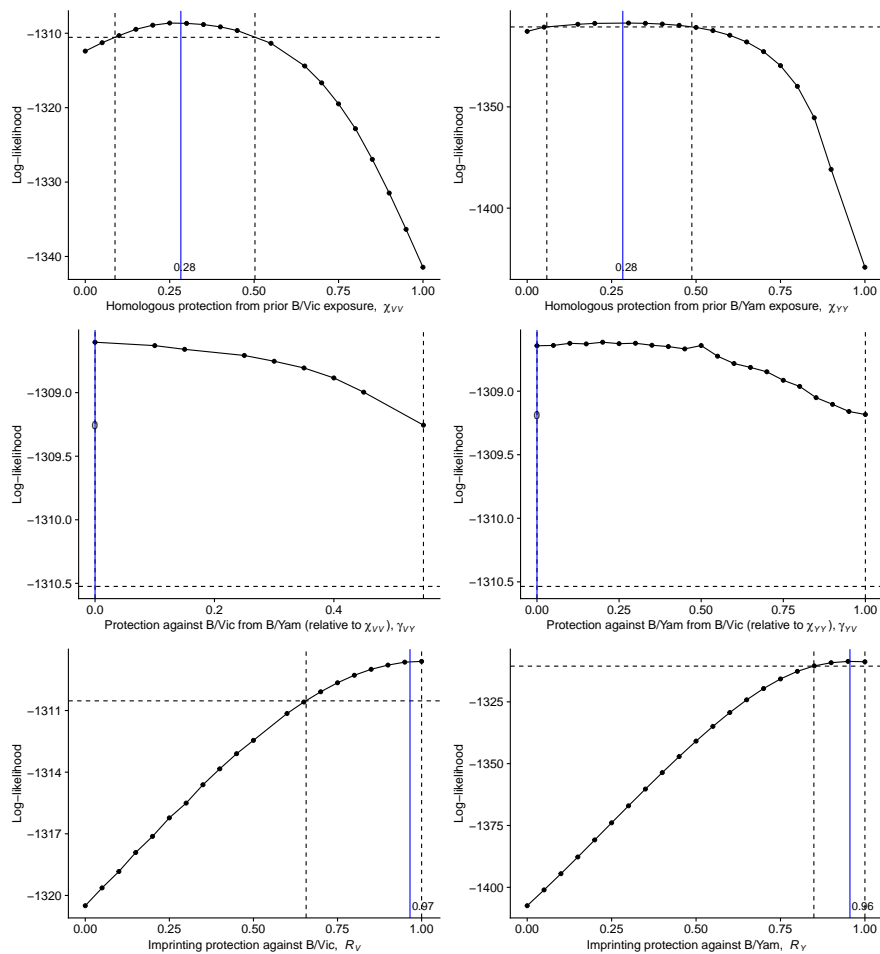 −1310
−1320
−1330
−1340
Log−likelihood
0.28
0.00 0.25 0.50 0.75 1.00
Homologous protection from prior B/Vic exposure, χVV
−1350
−1400
Log−likelihood
0.28
0.00 0.25 0.50 0.75 1.00
Homologous protection from prior B/Yam exposure, χYY
−1309.0
−1309.5
−1310.0
−1310.5
Log−likelihood
0
0.0 0.2 0.4
Protection against B/Vic from B/Yam (relative to χVV), γVY
−1309.0
−1309.5
−1310.0
−1310.5
Log−likelihood
0
0.00 0.25 0.50 0.75 1.00
Protection against B/Yam from B/Vic (relative to χYY), γYV
−1311
−1314
−1317
−1320
Log−likelihood
0.97
0.00 0.25 0.50 0.75 1.00
Imprinting protection against B/Vic, RV
−1325
−1350
−1375
−1400
Log−likelihood
0.96
0.00 0.25 0.50 0.75 1.00
Imprinting protection against B/Yam, RY